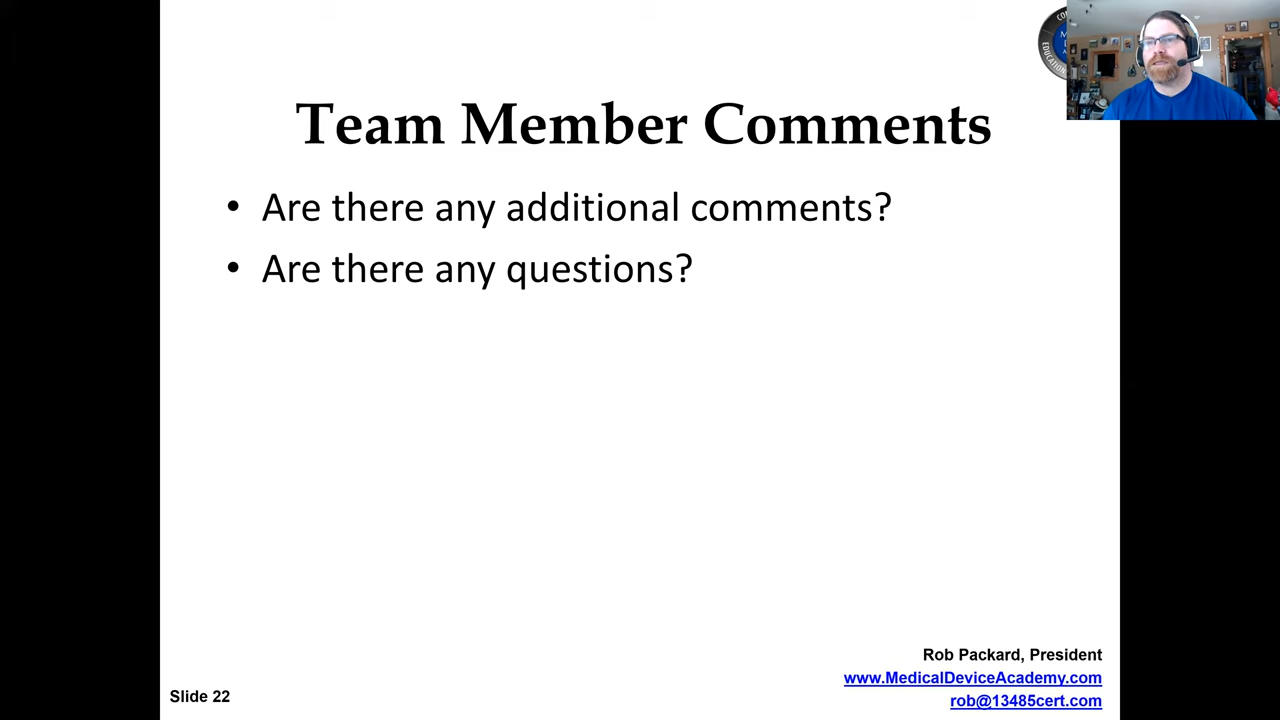 Team Member Comments
• Are there any additional comments?
• Are there any questions?
Rob Packard, President
www.MedicalDeviceAcademy.com
rob@13485cert.com
Slide 22